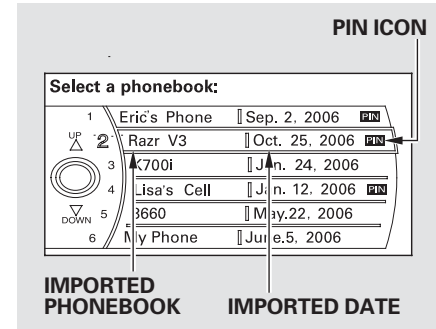 PIN ICON
Select a phonebook:
1 Eric's Phone Sep. 2, 2006 PIN
UP 2 Razr V3 Oct. 25, 2006 PIN
3 K700i Jan. 24, 2006
4 Lisa's Cell Jan. 12, 2006 PIN
DOWN 5 3660 May.22, 2006
6 My Phone June.5, 2006
IMPORTED PHONEBOOK
IMPORTED DATE